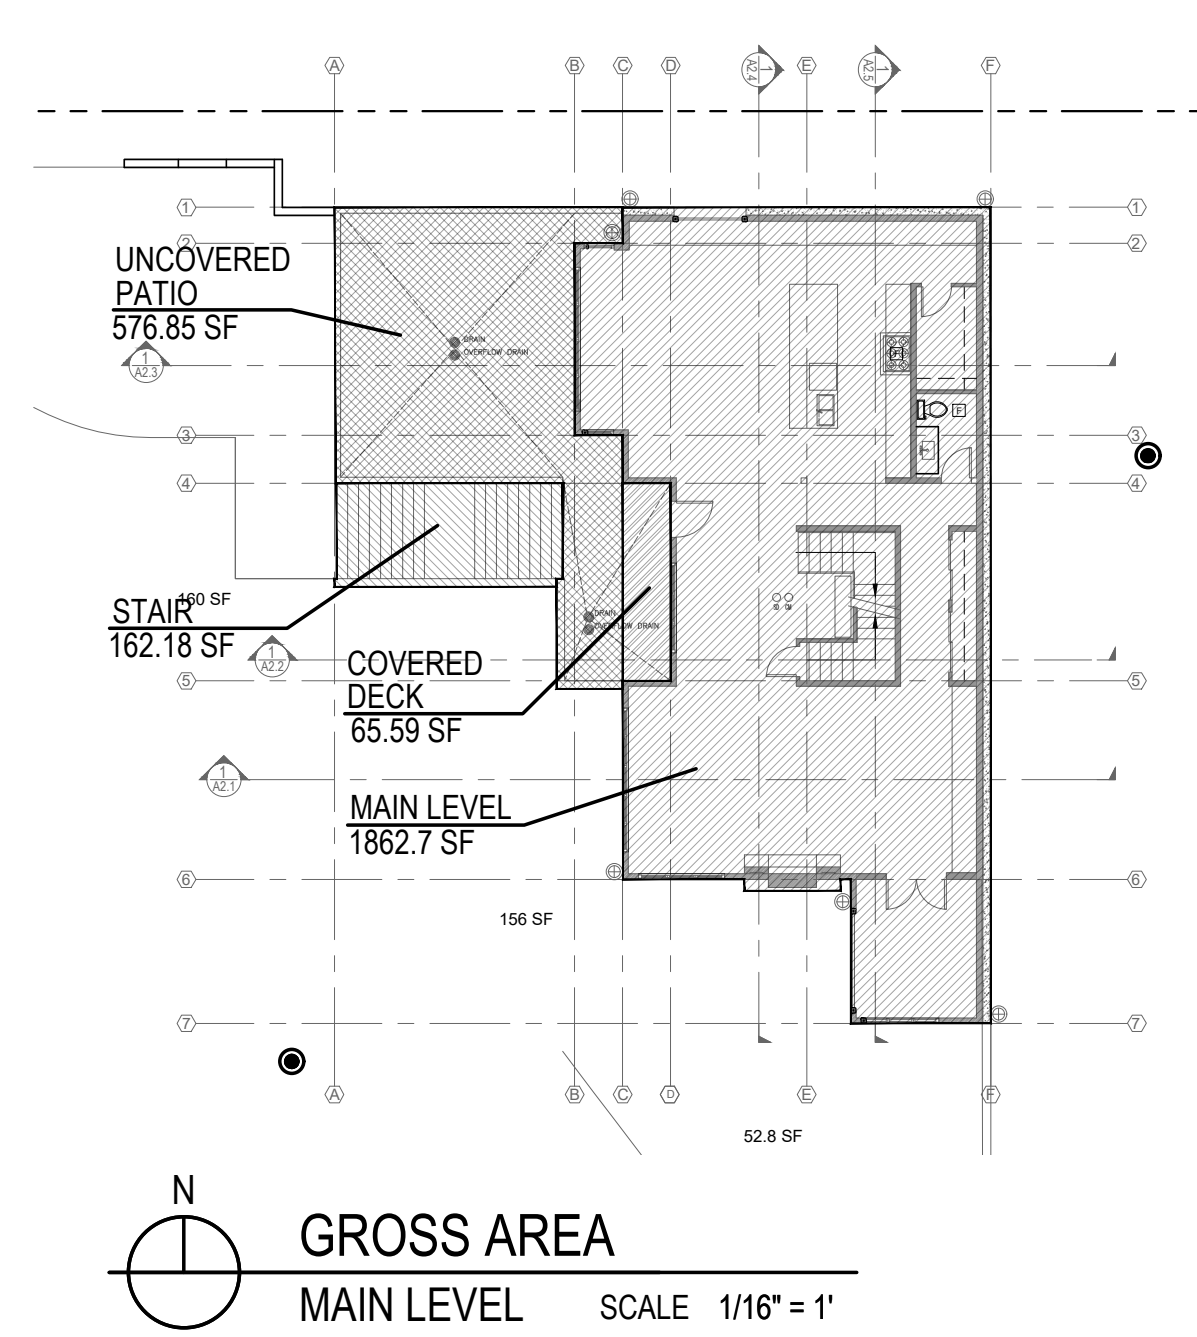 A B C D E F
1
A2.4
1
A2.5
1 1
2 2
UNCOVERED
PATIO
576.85 SF
DRAIN
OVERFLOW DRAIN
1
A2.3
F
F
3 3
4 4
160 SF
STAIR
162.18 SF
DRAIN
OVERFLOW DRAIN
1
A2.2
COVERED
DECK
65.59 SF
5 5
1
A2.1
MAIN LEVEL
1862.7 SF
6 6
156 SF
7 7
A B C D E F
52.8 SF
N
GROSS AREA
MAIN LEVEL SCALE 1/16" = 1'